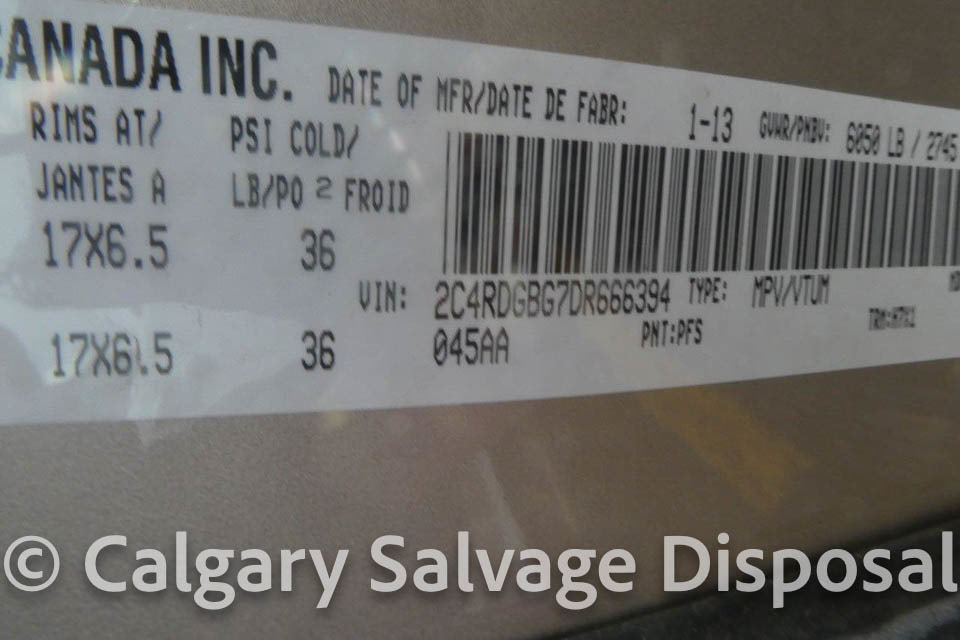 CANADA INC. DATE OF MFR/DATE DE FABR: 1-13 GVWR/PNBV: 6050 LB / 2745
RIMS AT/ PSI COLD/
JANTES A LB/PO 2 FROID
17X6.5 36
VIN: 2C4RDGBG7DR666394 TYPE: MPV/VTUM
17X6.5 36 045AA PNT:PFS
© Calgary Salvage Disposal